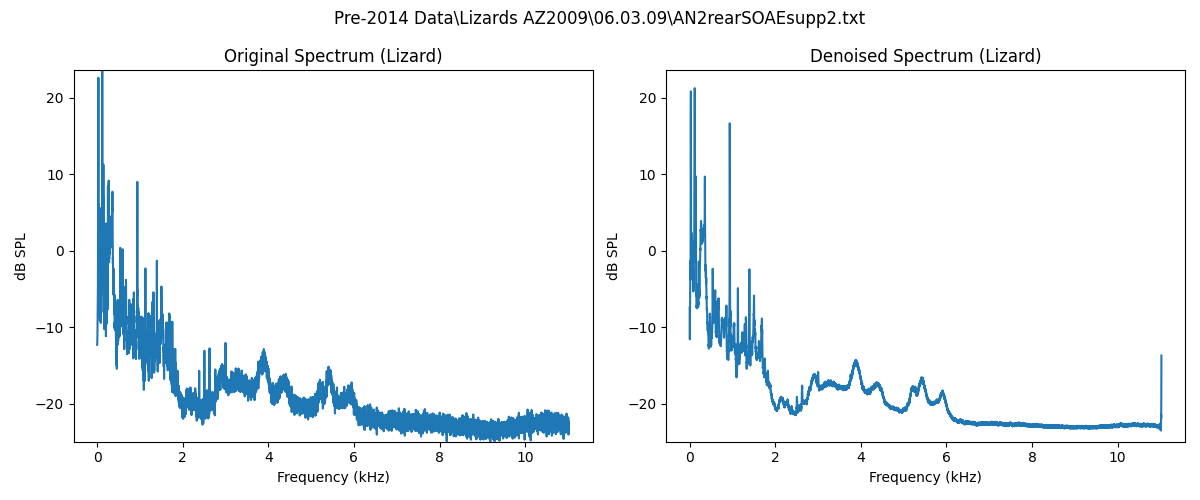 Pre-2014 Data\Lizards AZ2009\06.03.09\AN2rearSOAEsupp2.txt
Original Spectrum (Lizard)
20
10
0
−10
−20
dB SPL
0 2 4 6 8 10
Frequency (kHz)
Denoised Spectrum (Lizard)
20
10
0
−10
−20
dB SPL
0 2 4 6 8 10
Frequency (kHz)